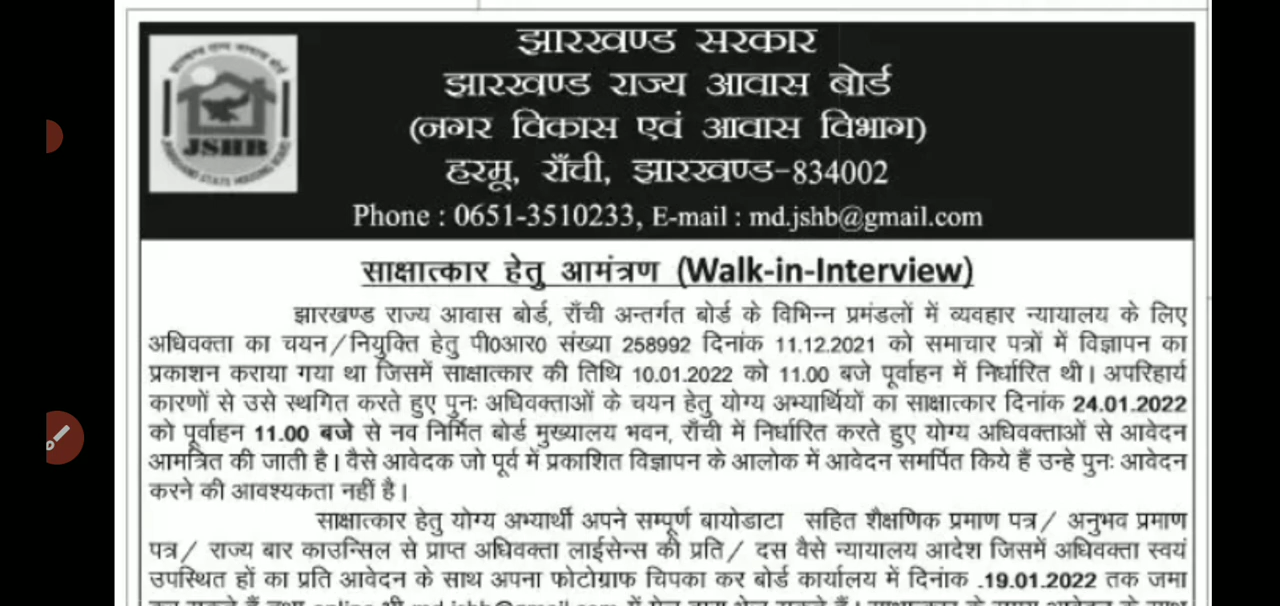 झारखण्ड सरकार
झारखण्ड राज्य आवास बोर्ड
(नगर विकास एवं आवास विभाग)
हरमू, राँची, झारखण्ड-834002
Phone : 0651-3510233, E-mail : md.jshb@gmail.com
JSHB
साक्षात्कार हेतु आमंत्रण (Walk-in-Interview)
झारखण्ड राज्य आवास बोर्ड, राँची अन्तर्गत बोर्ड के विभिन्न प्रमंडलों में व्यवहार न्यायालय के लिए
अधिवक्ता का चयन/नियुक्ति हेतु पी0आर0 संख्या 258992 दिनांक 11.12.2021 को समाचार पत्रों में विज्ञापन का
प्रकाशन कराया गया था जिसमें साक्षात्कार की तिथि 10.01.2022 को 11.00 बजे पूर्वाहन में निर्धारित थी। अपरिहार्य
कारणों से उसे स्थगित करते हुए पुनः अधिवक्ताओं के चयन हेतु योग्य अभ्यार्थियों का साक्षात्कार दिनांक 24.01.2022
को पूर्वाहन 11.00 बजे से नव निर्मित बोर्ड मुख्यालय भवन, राँची में निर्धारित करते हुए योग्य अधिवक्ताओं से आवेदन
आमत्रित की जाती है। वैसे आवेदक जो पूर्व में प्रकाशित विज्ञापन के आलोक में आवेदन समर्पित किये हैं उन्हे पुनः आवेदन
करने की आवश्यकता नहीं है।
साक्षात्कार हेतु योग्य अभ्यार्थी अपने सम्पूर्ण बायोडाटा सहित शैक्षणिक प्रमाण पत्र/ अनुभव प्रमाण
पत्र/ राज्य बार काउन्सिल से प्राप्त अधिवक्ता लाईसेन्स की प्रति/ दस वैसे न्यायालय आदेश जिसमें अधिवक्ता स्वयं
उपस्थित हों का प्रति आवेदन के साथ अपना फोटोग्राफ चिपका कर बोर्ड कार्यालय में दिनांक .19.01.2022 तक जमा